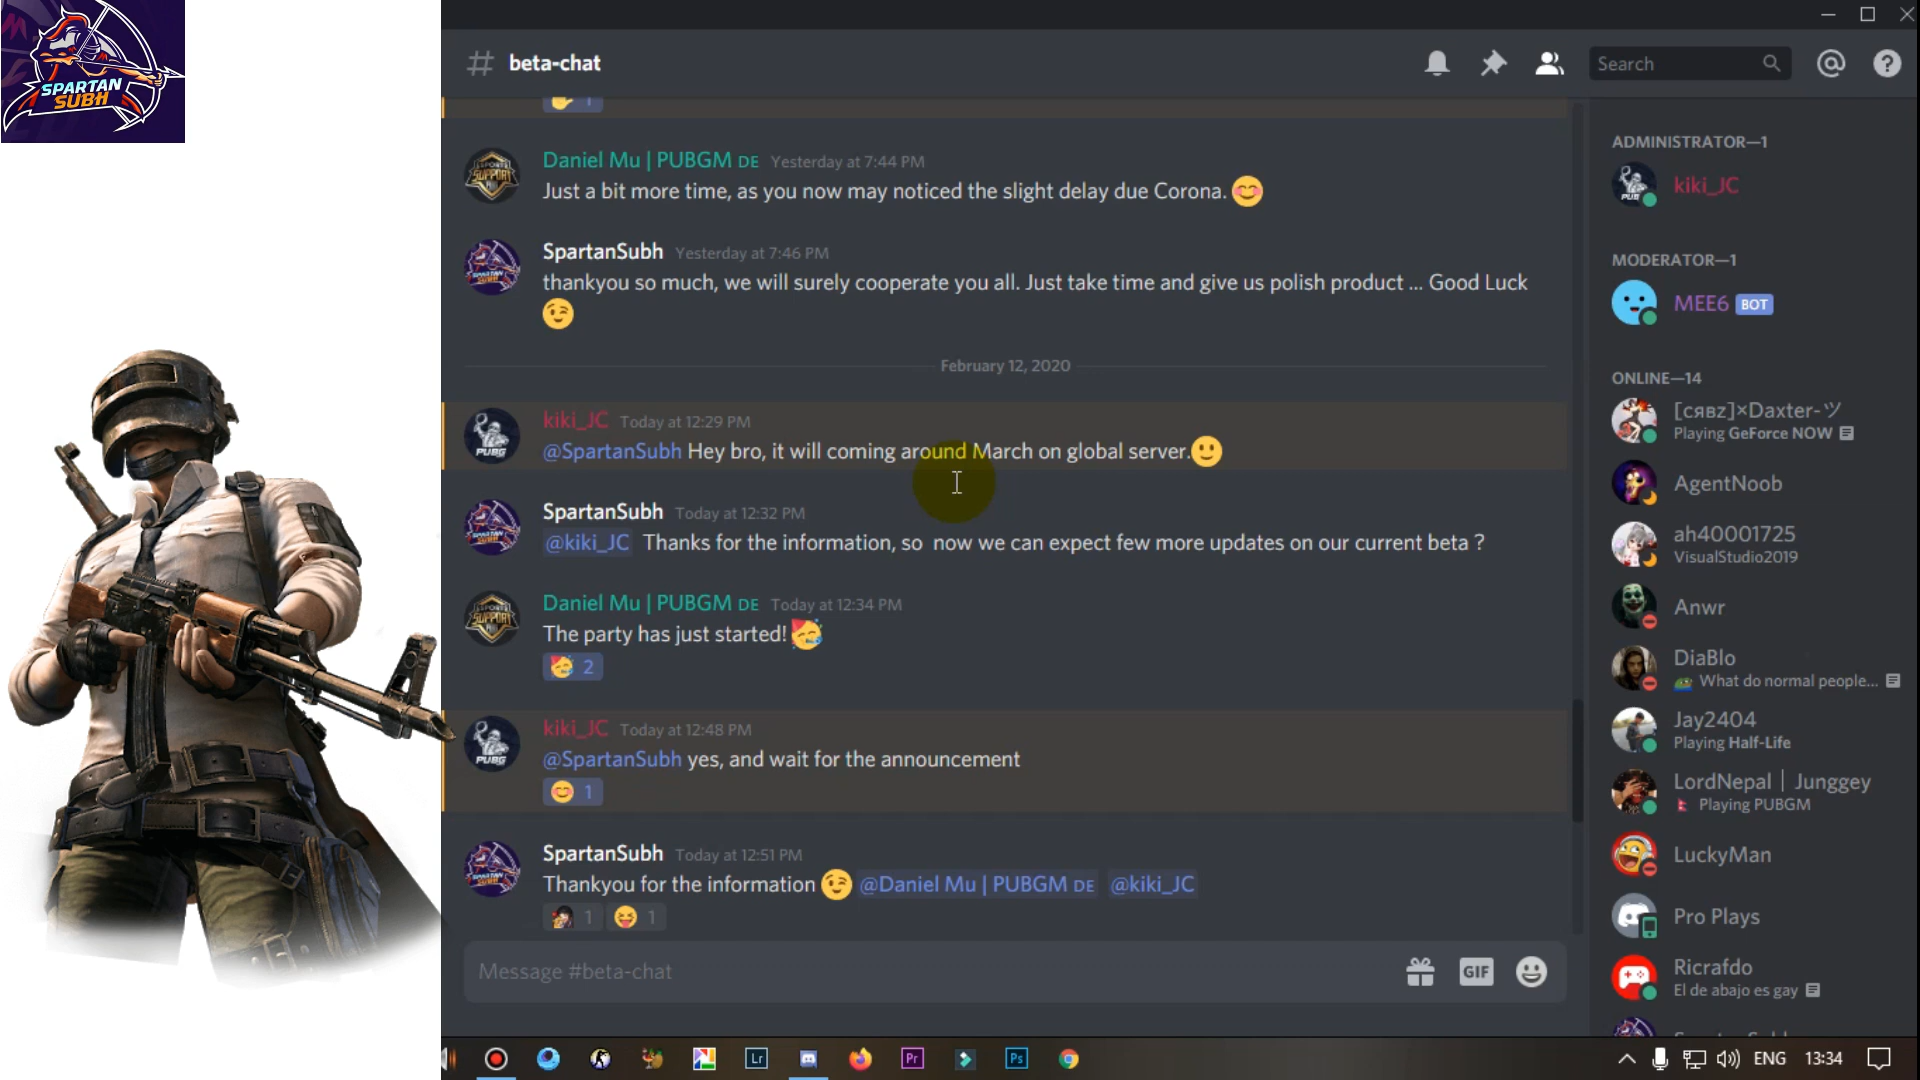 SPARTAN
SUBH
# beta-chat
Search
1
Daniel Mu | PUBGM DE Yesterday at 7:44 PM
Just a bit more time, as you now may noticed the slight delay due Corona. 😊
SpartanSubh Yesterday at 7:46 PM
thankyou so much, we will surely cooperate you all. Just take time and give us polish product ... Good Luck
😉
February 12, 2020
kiki_JC Today at 12:29 PM
@SpartanSubh Hey bro, it will coming around March on global server.🙂
SpartanSubh Today at 12:32 PM
@kiki_JC Thanks for the information, so now we can expect few more updates on our current beta ?
Daniel Mu | PUBGM DE Today at 12:34 PM
The party has just started!🥳
🥳 2
kiki_JC Today at 12:48 PM
@SpartanSubh yes, and wait for the announcement
😊 1
SpartanSubh Today at 12:51 PM
Thankyou for the information 😉 @Daniel Mu | PUBGM DE @kiki_JC
1 😝 1
Message #beta-chat
GIF
ADMINISTRATOR—1
kiki_JC
MODERATOR—1
MEE6 BOT
ONLINE—14
[ᴄяʙᴢ]×Daxter-ツ
Playing GeForce NOW
AgentNoob
ah40001725
VisualStudio2019
Anwr
DiaBlo
What do normal people...
Jay2404
Playing Half-Life
LordNepal | Junggey
Playing PUBGM
LuckyMan
Pro Plays
Ricrafdo
El de abajo es gay
Lr
Pr
Ps
ENG
13:34